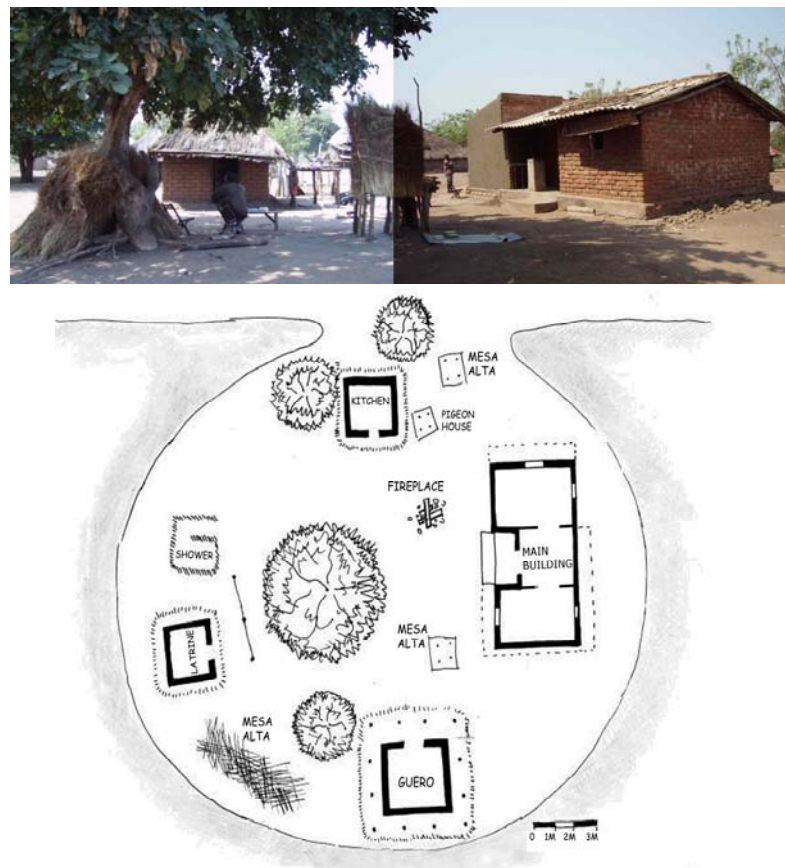 MESA
ALTA
KITCHEN
PIGEON
HOUSE
FIREPLACE
SHOWER
MAIN
BUILDING
LATRINE
MESA
ALTA
MESA
ALTA
GUERO
0 1M 2M 3M